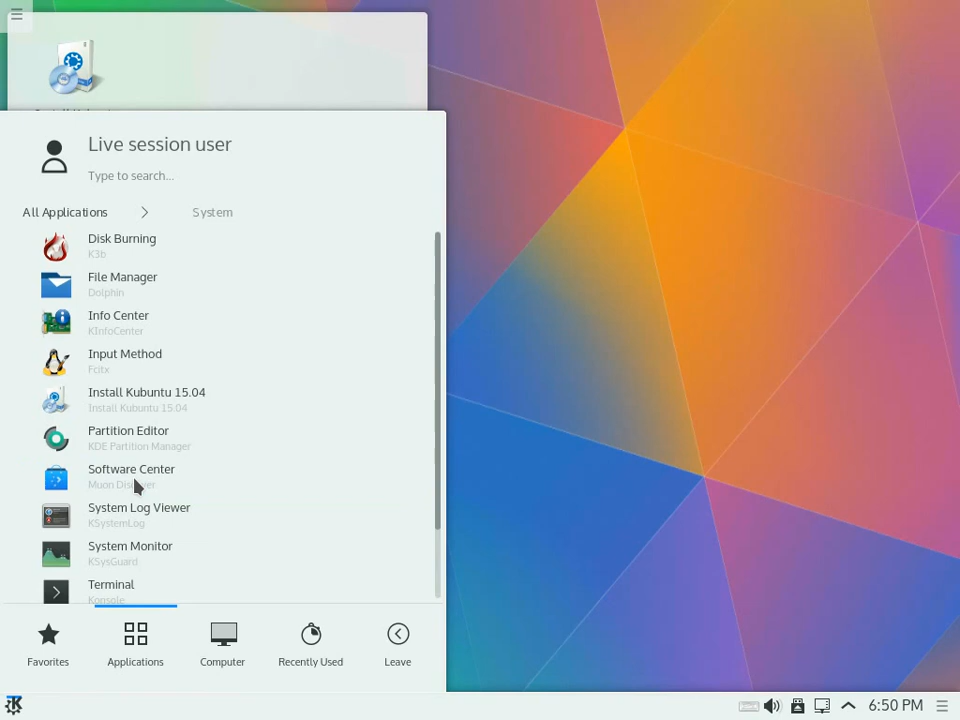 Live session user
Type to search...
All Applications
System
Disk Burning
K3b
File Manager
Dolphin
Info Center
KInfoCenter
Input Method
Fcitx
Install Kubuntu 15.04
Install Kubuntu 15.04
Partition Editor
KDE Partition Manager
Software Center
Muon
System Log Viewer
KSystemLog
System Monitor
KSysGuard
Terminal
Konsole
Favorites
Applications
Computer
Recently Used
Leave
6:50 PM